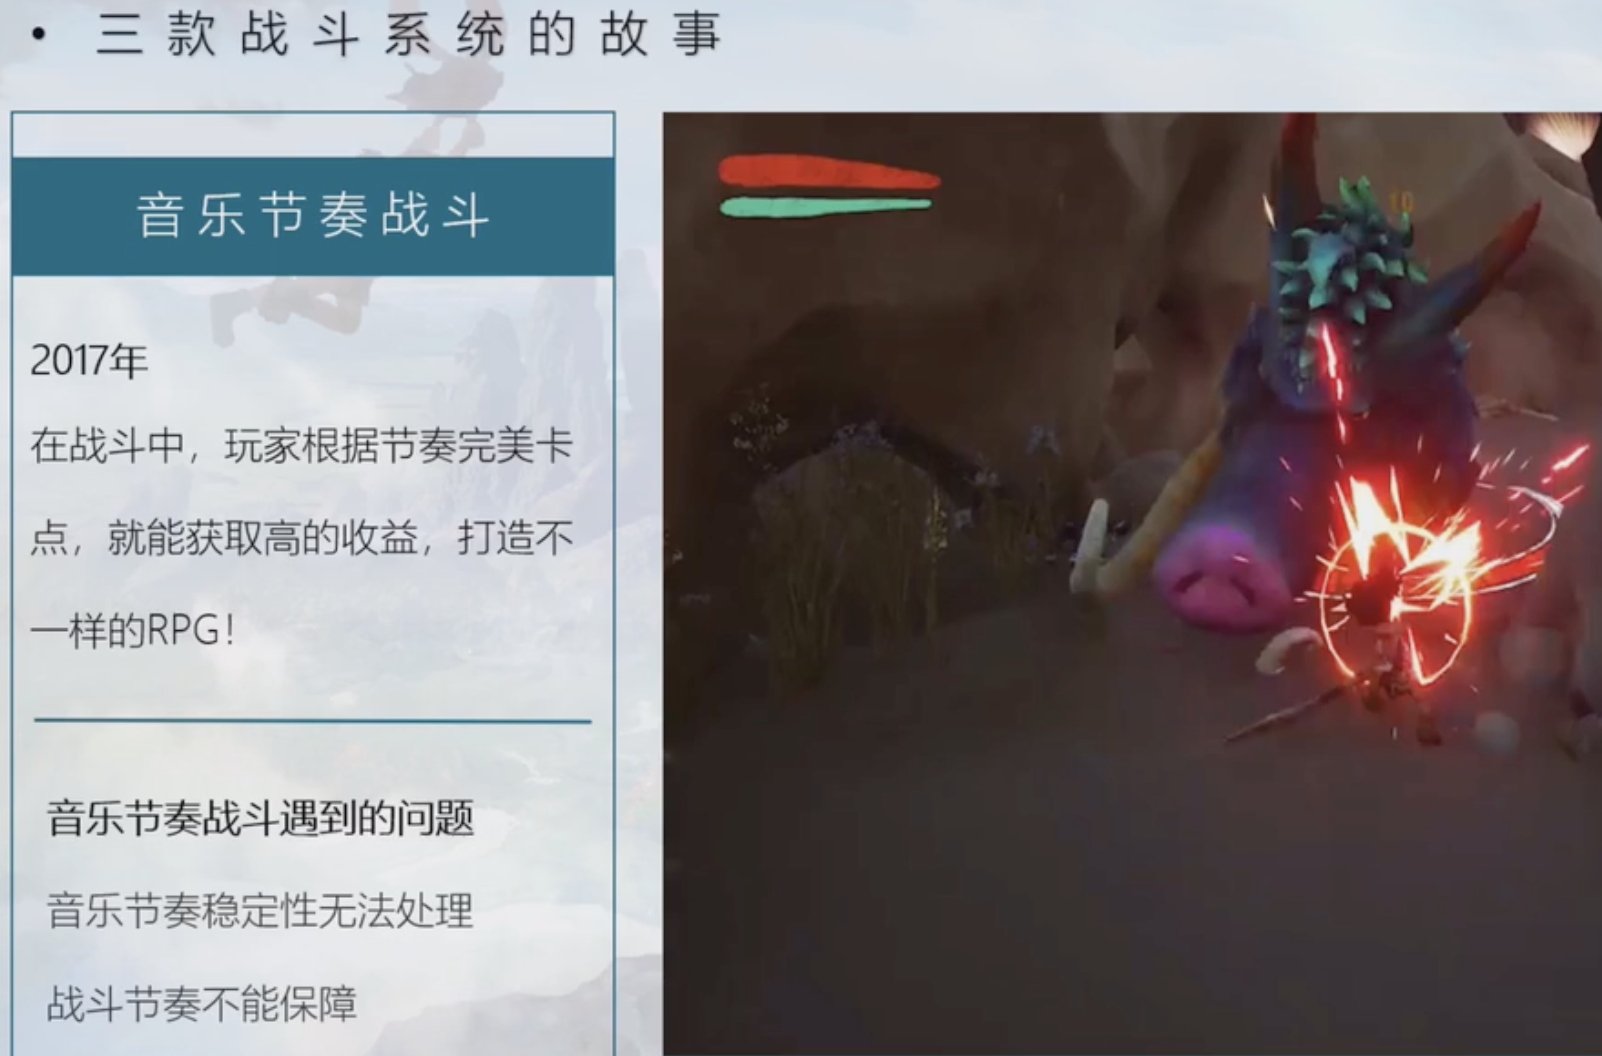 • 三款战斗系统的故事
音乐节奏战斗
2017年
在战斗中，玩家根据节奏完美卡
点，就能获取高的收益，打造不
一样的RPG！
音乐节奏战斗遇到的问题
音乐节奏稳定性无法处理
战斗节奏不能保障
10